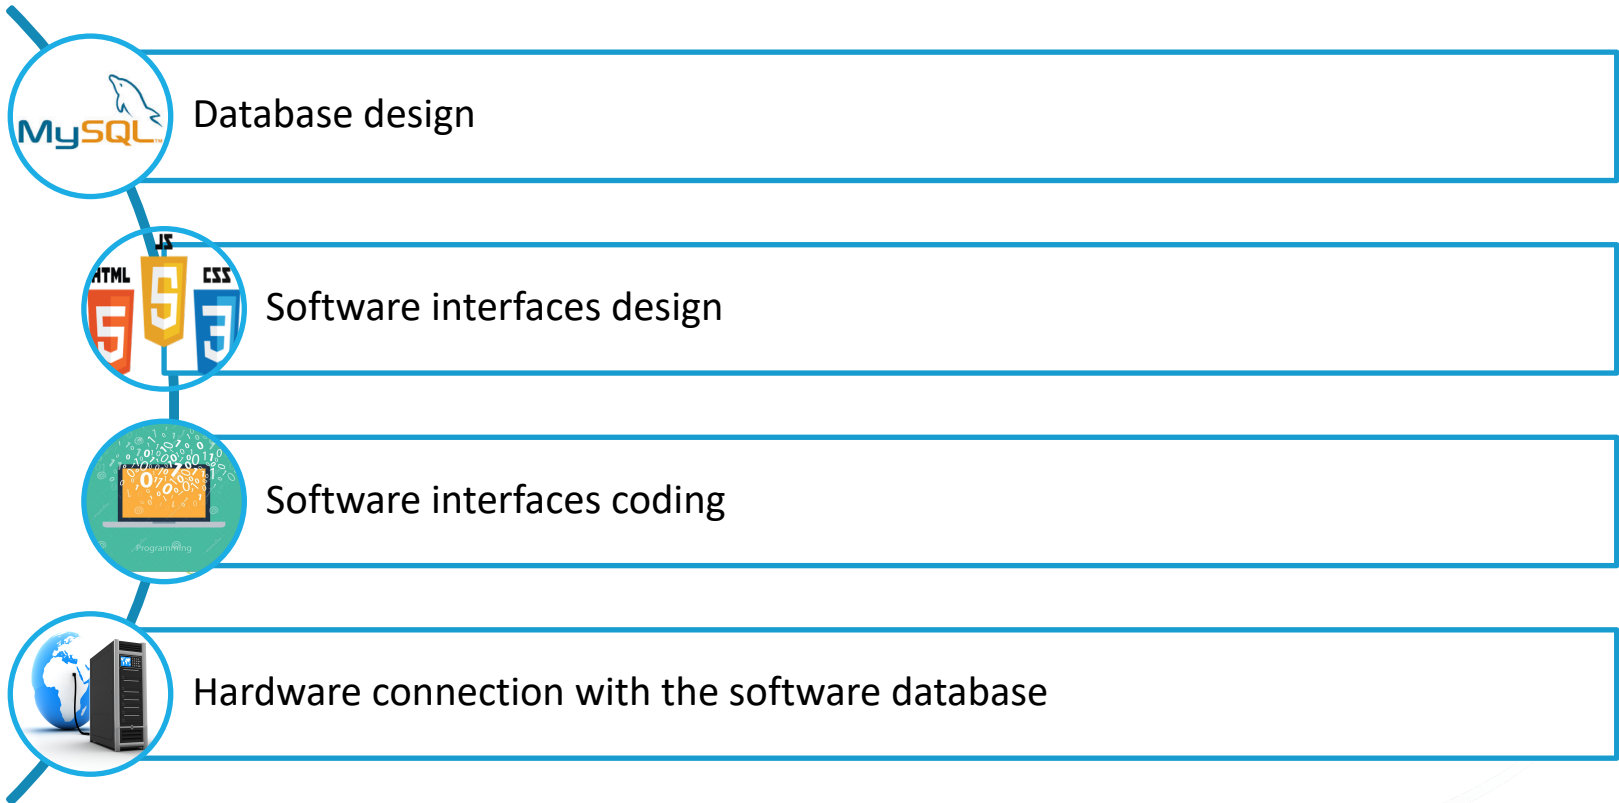 MySQL
Database design
JS
HTML
CSS
Software interfaces design
Programming
Software interfaces coding
Hardware connection with the software database